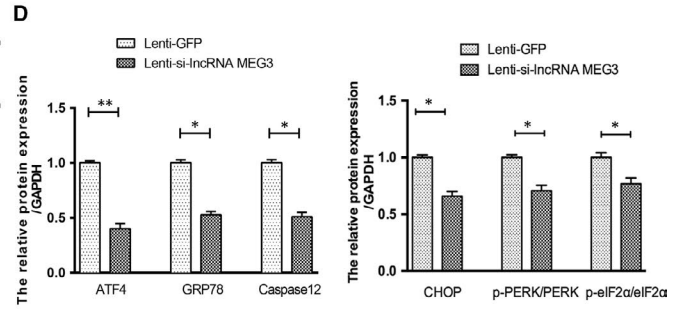 D
Lenti-GFP
Lenti-si-lncRNA MEG3
The relative protein expression
/GAPDH
1.5
1.0
0.5
0.0
**
*
*
ATF4
GRP78
Caspase12
Lenti-GFP
Lenti-si-lncRNA MEG3
The relative protein expression
/GAPDH
1.5
1.0
0.5
0.0
*
*
*
CHOP
p-PERK/PERK
p-eIF2α/eIF2α